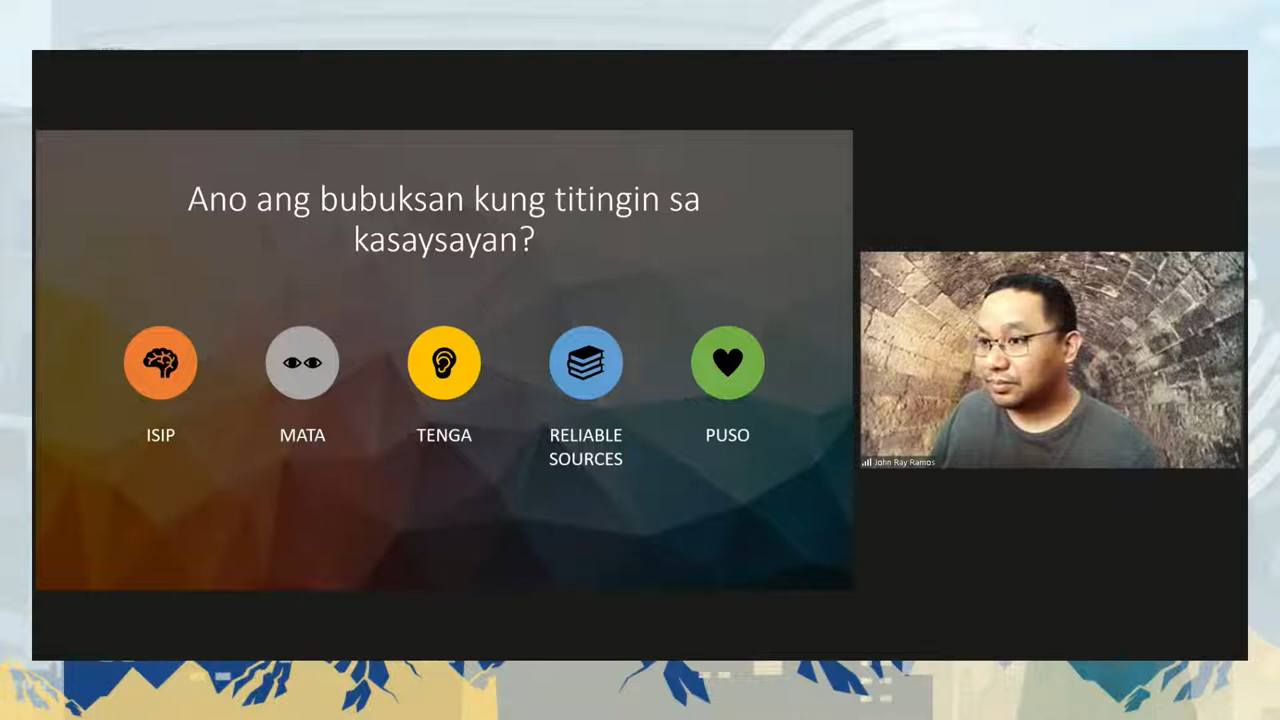 Ano ang bubuksan kung titingin sa
kasaysayan?
ISIP
MATA
TENGA
RELIABLE
SOURCES
PUSO
John Ray Ramos